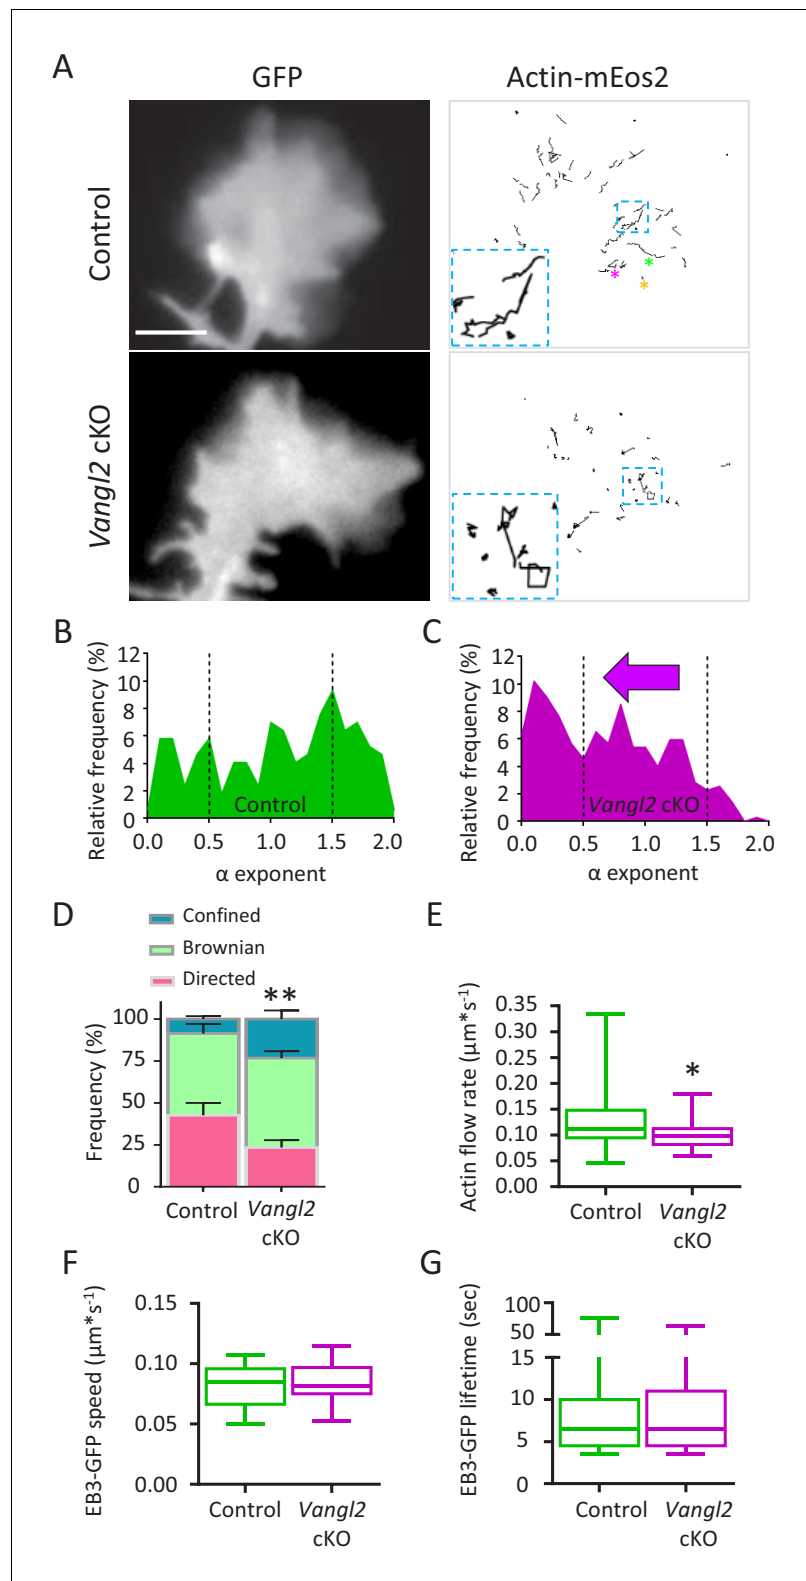 A
GFP
Actin-mEos2
Control
* * *
Vangl2 cKO
B
Relative frequency (%)
12
10
8
6
4
2
0
Control
0.0 0.5 1.0 1.5 2.0
α exponent
C
Relative frequency (%)
12
10
8
6
4
2
0
Vangl2 cKO
0.0 0.5 1.0 1.5 2.0
α exponent
D
Confined
Brownian
Directed
**
Frequency (%)
100
75
50
25
0
Control Vangl2
cKO
E
Actin flow rate (µm*s-1)
0.35
0.30
0.25
0.20
0.15
0.10
0.05
0.00
*
Control Vangl2
cKO
F
EB3-GFP speed (µm*s-1)
0.15
0.10
0.05
0.00
Control Vangl2
cKO
G
EB3-GFP lifetime (sec)
100
50
15
10
5
0
Control Vangl2
cKO